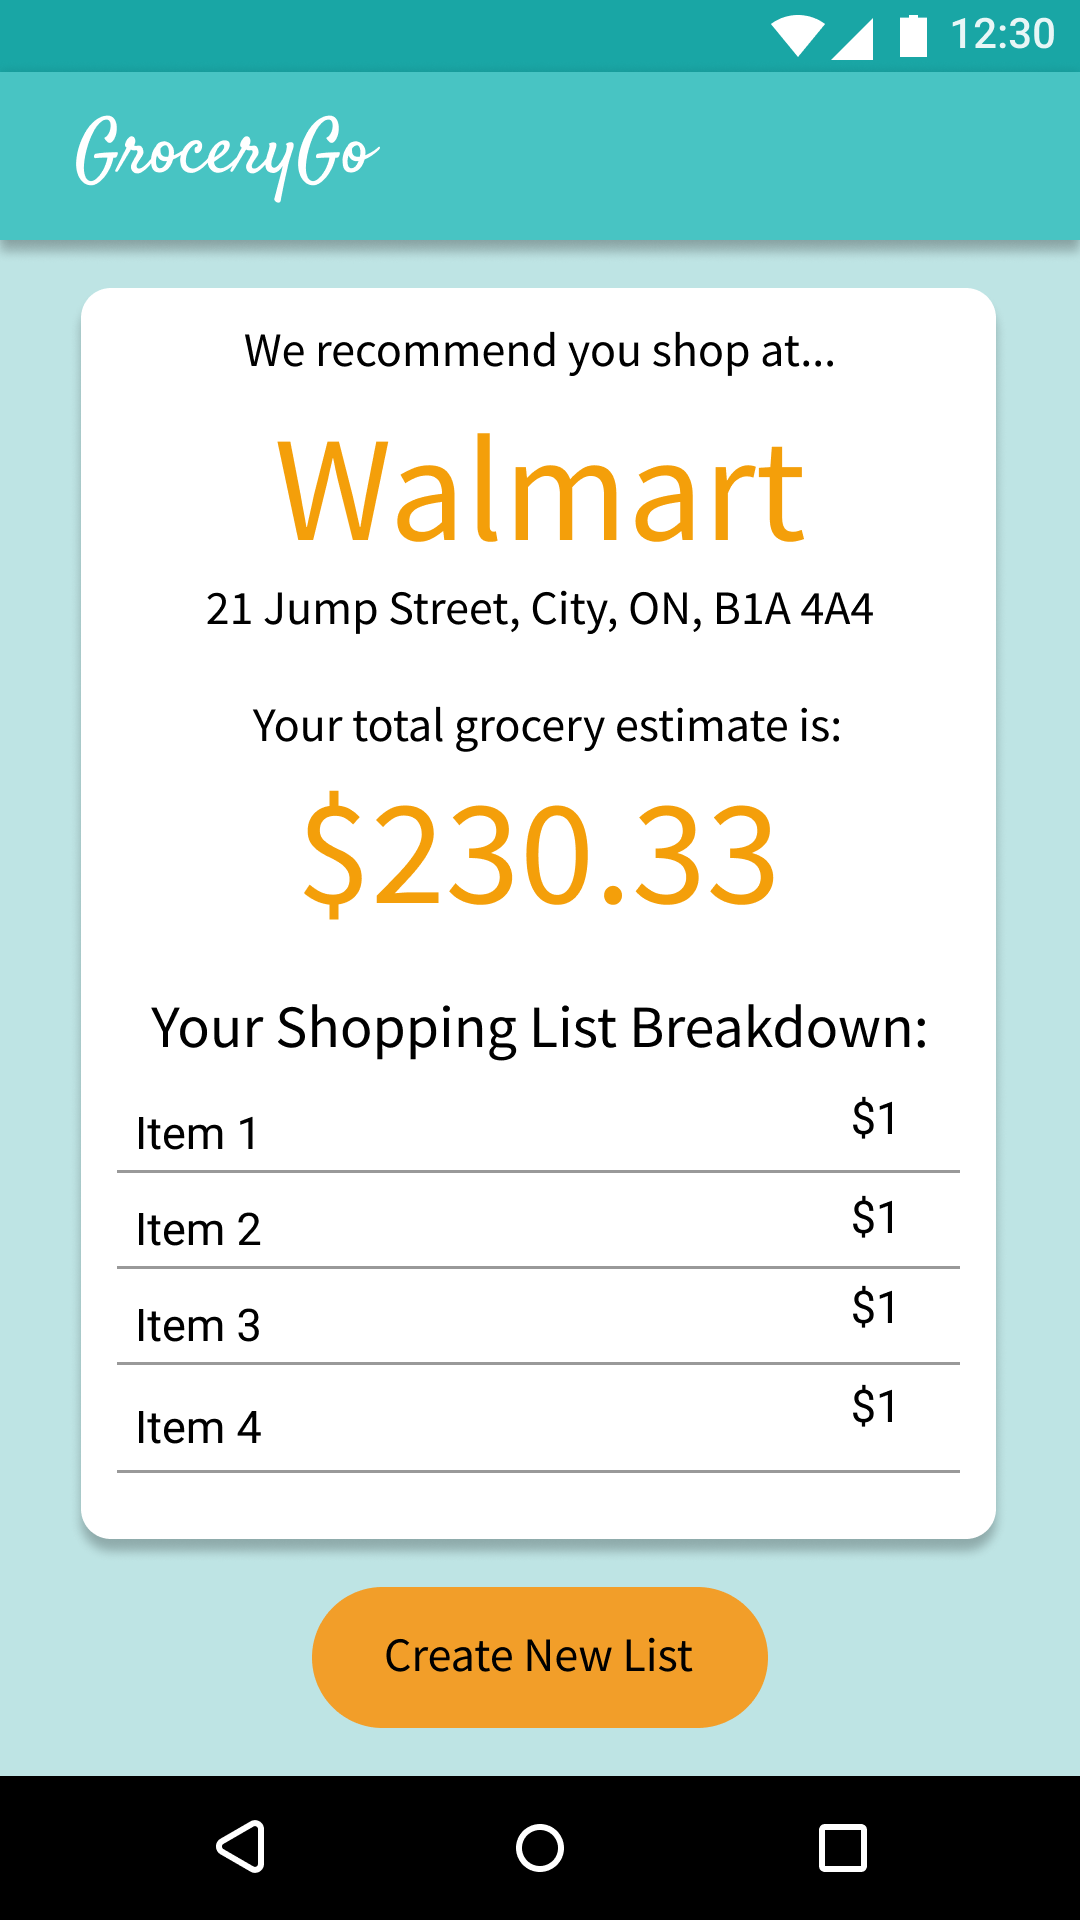 12:30
GroceryGo
We recommend you shop at...
Walmart
21 Jump Street, City, ON, B1A 4A4
Your total grocery estimate is:
$230.33
Your Shopping List Breakdown:
Item 1 $1
Item 2 $1
Item 3 $1
Item 4 $1
Create New List